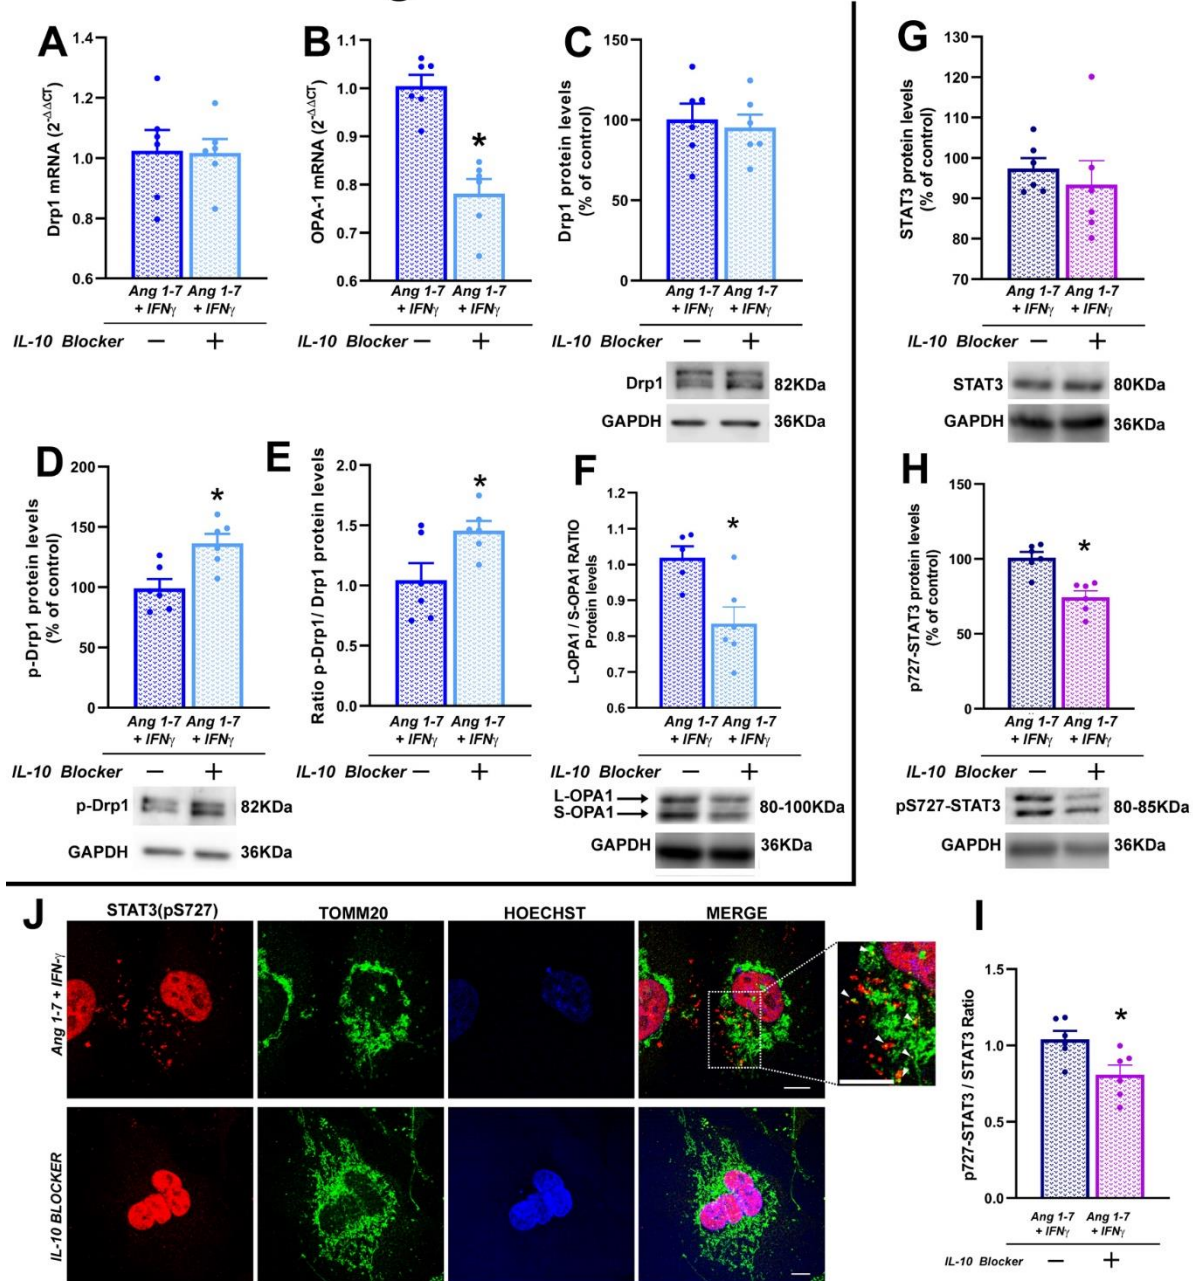 A
Drp1 mRNA (2-ΔΔCT)
1.4
1.2
1.0
0.8
0.6
Ang 1-7 Ang 1-7
+ IFNγ + IFNγ
IL-10 Blocker — +
B
OPA-1 mRNA (2-ΔΔCT)
1.1
1.0
0.9
0.8
0.7
0.6
*
Ang 1-7 Ang 1-7
+ IFNγ + IFNγ
IL-10 Blocker — +
C
Drp1 protein levels
(% of control)
150
100
50
0
Ang 1-7 Ang 1-7
+ IFNγ + IFNγ
IL-10 Blocker — +
Drp1 82KDa
GAPDH 36KDa
D
p-Drp1 protein levels
(% of control)
200
150
100
50
0
*
Ang 1-7 Ang 1-7
+ IFNγ + IFNγ
IL-10 Blocker — +
p-Drp1 82KDa
GAPDH 36KDa
E
Ratio p-Drp1/ Drp1 protein levels
2.0
1.5
1.0
0.5
0.0
*
Ang 1-7 Ang 1-7
+ IFNγ + IFNγ
IL-10 Blocker — +
F
L-OPA1 / S-OPA1 RATIO
Protein levels
1.2
1.1
1.0
0.9
0.8
0.7
0.6
*
Ang 1-7 Ang 1-7
+ IFNγ + IFNγ
IL-10 Blocker — +
L-OPA1
S-OPA1
80-100KDa
GAPDH 36KDa
G
STAT3 protein levels
(% of control)
130
120
110
100
90
80
70
Ang 1-7 Ang 1-7
+ IFNγ + IFNγ
IL-10 Blocker — +
STAT3 80KDa
GAPDH 36KDa
H
p727-STAT3 protein levels
(% of control)
150
100
50
0
*
Ang 1-7 Ang 1-7
+ IFNγ + IFNγ
IL-10 Blocker — +
pS727-STAT3 80-85KDa
GAPDH 36KDa
J
STAT3(pS727) TOMM20 HOECHST MERGE
Ang 1-7 + IFN-γ
IL-10 BLOCKER
I
p727-STAT3 / STAT3 Ratio
1.5
1.0
0.5
0.0
*
Ang 1-7 Ang 1-7
+ IFNγ + IFNγ
IL-10 Blocker — +